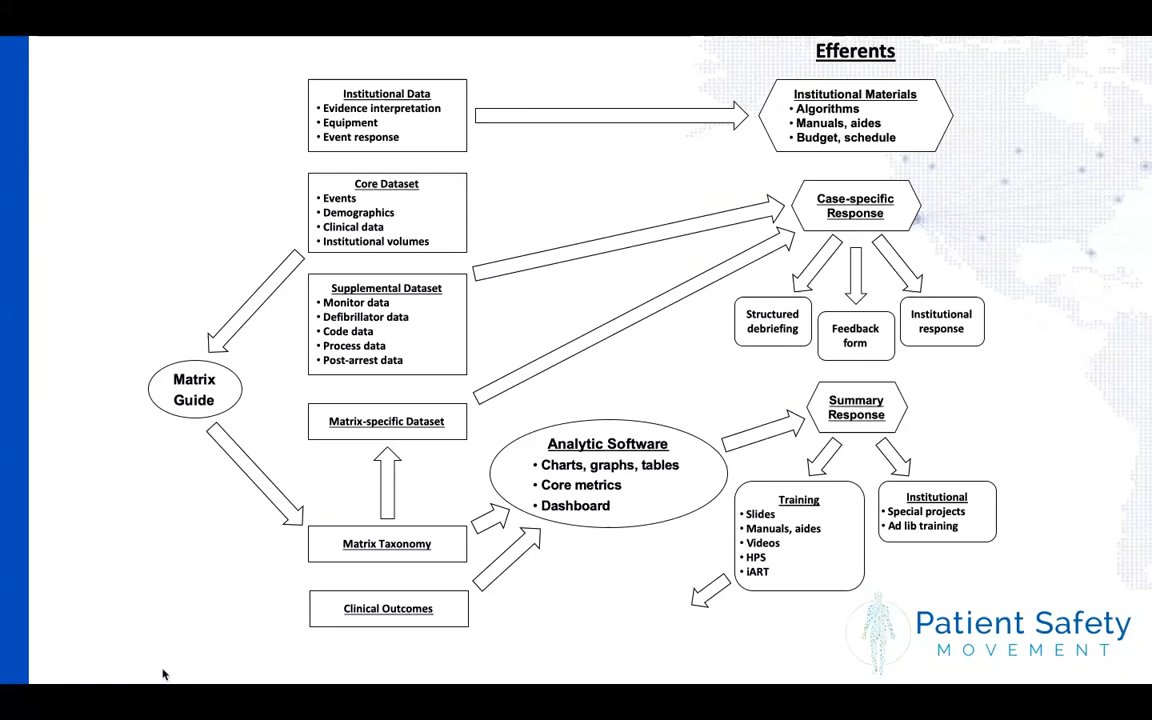 Efferents
Institutional Data
• Evidence interpretation
• Equipment
• Event response
Institutional Materials
• Algorithms
• Manuals, aides
• Budget, schedule
Core Dataset
• Events
• Demographics
• Clinical data
• Institutional volumes
Case-specific
Response
Supplemental Dataset
• Monitor data
• Defibrillator data
• Code data
• Process data
• Post-arrest data
Structured
debriefing
Feedback
form
Institutional
response
Matrix
Guide
Matrix-specific Dataset
Summary
Response
Analytic Software
• Charts, graphs, tables
• Core metrics
• Dashboard
Training
• Slides
• Manuals, aides
• Videos
• HPS
• iART
Institutional
• Special projects
• Ad lib training
Matrix Taxonomy
Clinical Outcomes
Patient Safety
MOVEMENT